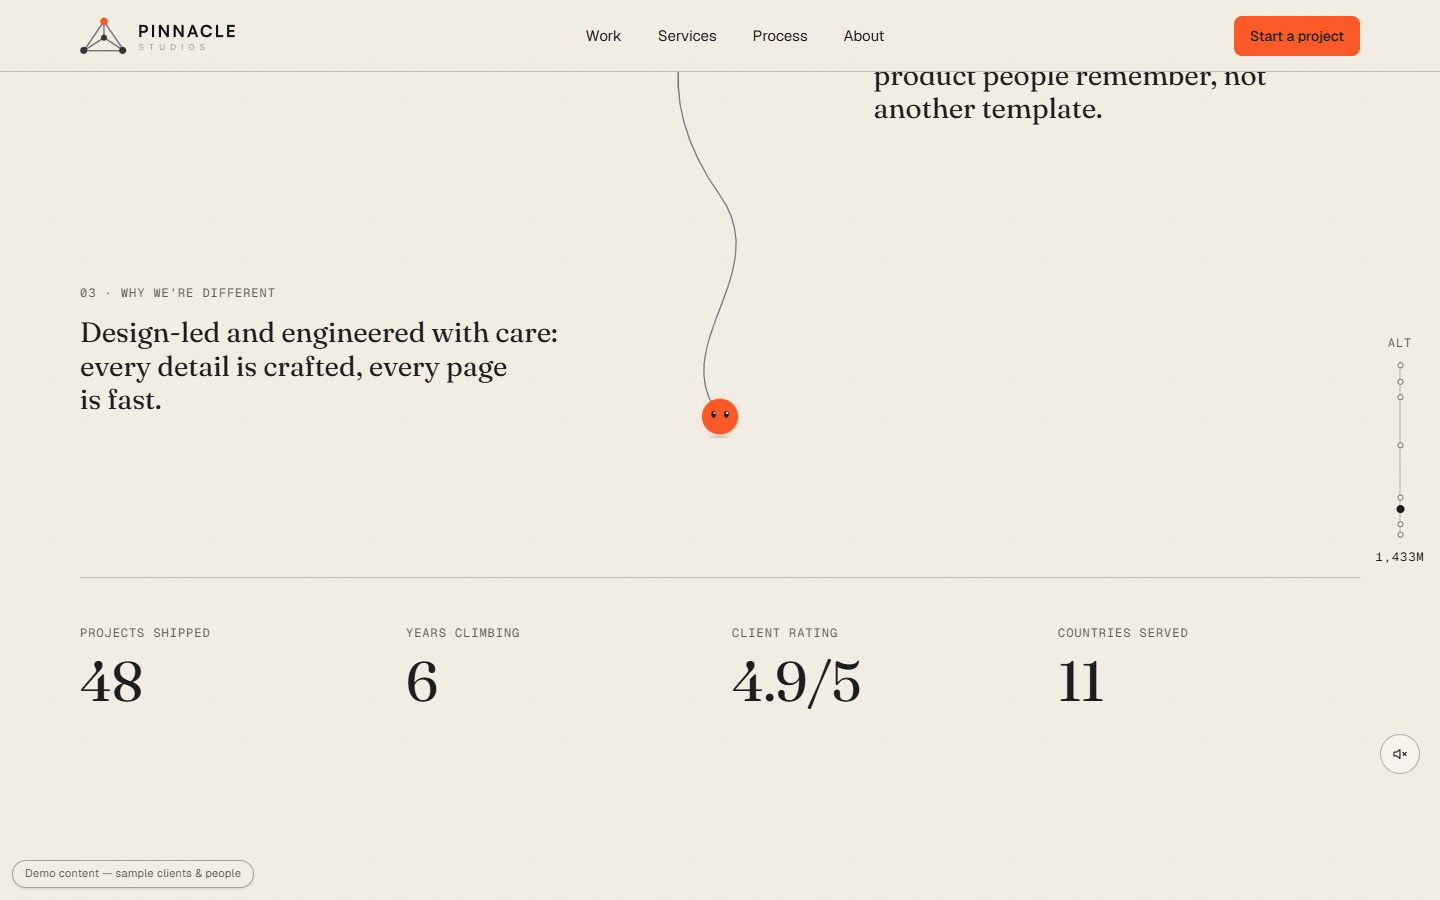 PINNACLE
STUDIOS
Work
Services
Process
About
Start a project
product people remember, not
another template.
03 · WHY WE’RE DIFFERENT
Design-led and engineered with care:
every detail is crafted, every page
is fast.
ALT
1,433M
PROJECTS SHIPPED
48
YEARS CLIMBING
6
CLIENT RATING
4.9/5
COUNTRIES SERVED
11
Demo content — sample clients & people